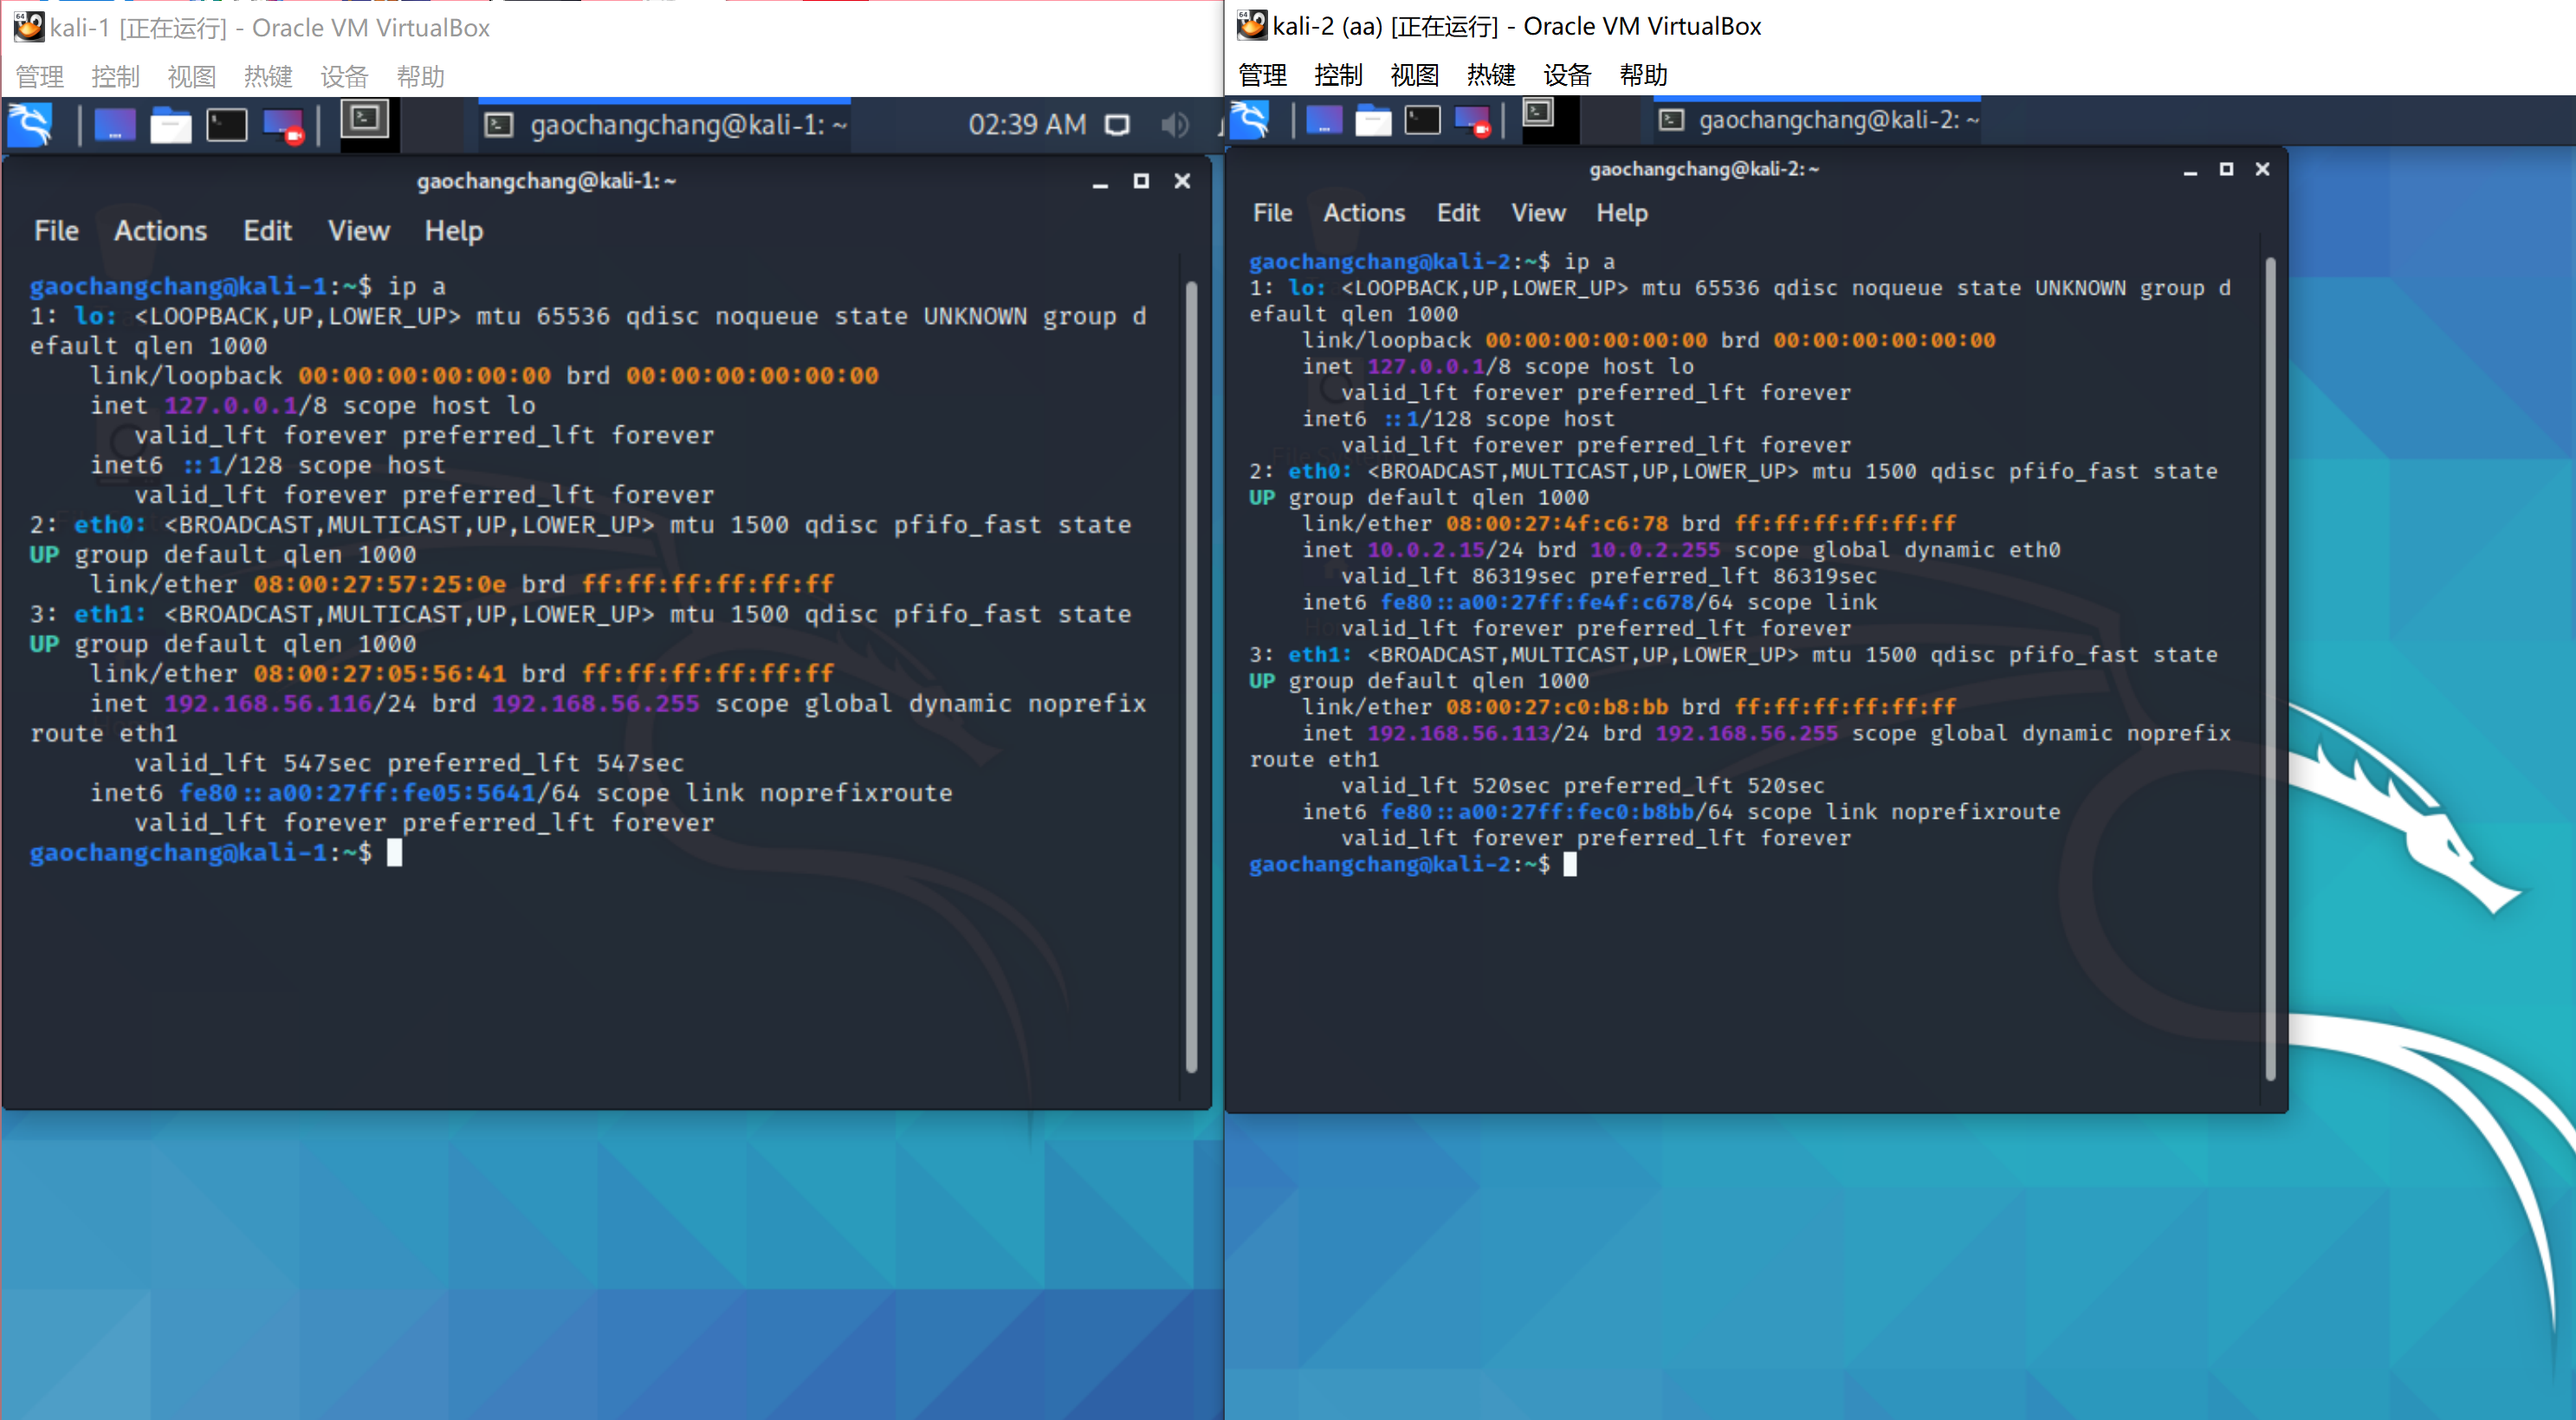 kali-1 [正在运行] - Oracle VM VirtualBox
管理 控制 视图 热键 设备 帮助
gaochangchang@kali-1: ~
02:39 AM
gaochangchang@kali-1: ~
File Actions Edit View Help
gaochangchang@kali-1:~$ ip a
1: lo: <LOOPBACK,UP,LOWER_UP> mtu 65536 qdisc noqueue state UNKNOWN group d
efault qlen 1000
link/loopback 00:00:00:00:00:00 brd 00:00:00:00:00:00
inet 127.0.0.1/8 scope host lo
valid_lft forever preferred_lft forever
inet6 ::1/128 scope host
valid_lft forever preferred_lft forever
2: eth0: <BROADCAST,MULTICAST,UP,LOWER_UP> mtu 1500 qdisc pfifo_fast state
UP group default qlen 1000
link/ether 08:00:27:57:25:0e brd ff:ff:ff:ff:ff:ff
3: eth1: <BROADCAST,MULTICAST,UP,LOWER_UP> mtu 1500 qdisc pfifo_fast state
UP group default qlen 1000
link/ether 08:00:27:05:56:41 brd ff:ff:ff:ff:ff:ff
inet 192.168.56.116/24 brd 192.168.56.255 scope global dynamic noprefix
route eth1
valid_lft 547sec preferred_lft 547sec
inet6 fe80::a00:27ff:fe05:5641/64 scope link noprefixroute
valid_lft forever preferred_lft forever
gaochangchang@kali-1:~$
kali-2 (aa) [正在运行] - Oracle VM VirtualBox
管理 控制 视图 热键 设备 帮助
gaochangchang@kali-2: ~
gaochangchang@kali-2: ~
File Actions Edit View Help
gaochangchang@kali-2:~$ ip a
1: lo: <LOOPBACK,UP,LOWER_UP> mtu 65536 qdisc noqueue state UNKNOWN group d
efault qlen 1000
link/loopback 00:00:00:00:00:00 brd 00:00:00:00:00:00
inet 127.0.0.1/8 scope host lo
valid_lft forever preferred_lft forever
inet6 ::1/128 scope host
valid_lft forever preferred_lft forever
2: eth0: <BROADCAST,MULTICAST,UP,LOWER_UP> mtu 1500 qdisc pfifo_fast state
UP group default qlen 1000
link/ether 08:00:27:4f:c6:78 brd ff:ff:ff:ff:ff:ff
inet 10.0.2.15/24 brd 10.0.2.255 scope global dynamic eth0
valid_lft 86319sec preferred_lft 86319sec
inet6 fe80::a00:27ff:fe4f:c678/64 scope link
valid_lft forever preferred_lft forever
3: eth1: <BROADCAST,MULTICAST,UP,LOWER_UP> mtu 1500 qdisc pfifo_fast state
UP group default qlen 1000
link/ether 08:00:27:c0:b8:bb brd ff:ff:ff:ff:ff:ff
inet 192.168.56.113/24 brd 192.168.56.255 scope global dynamic noprefix
route eth1
valid_lft 520sec preferred_lft 520sec
inet6 fe80::a00:27ff:fec0:b8bb/64 scope link noprefixroute
valid_lft forever preferred_lft forever
gaochangchang@kali-2:~$